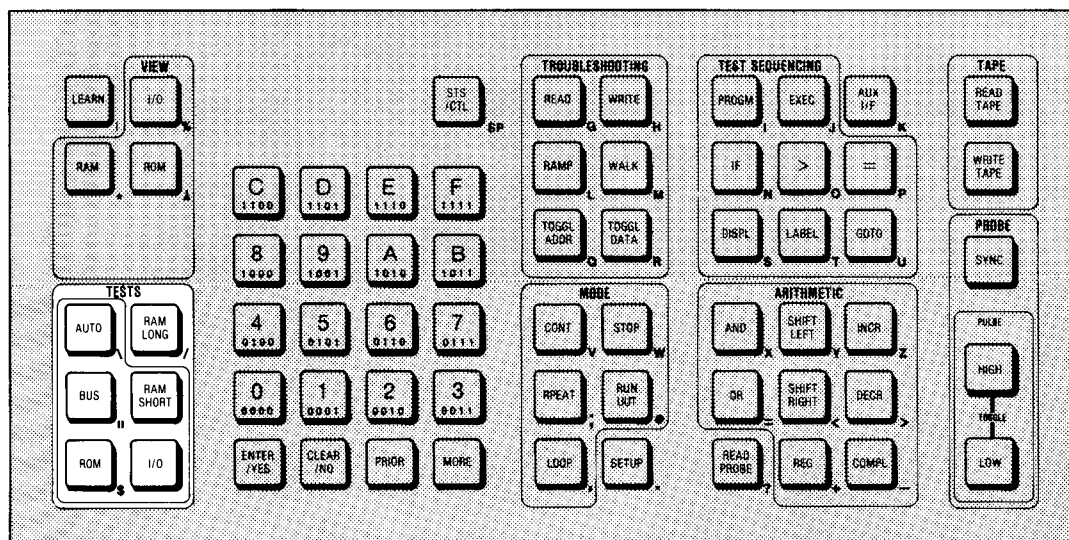 VIEW
LEARN
I/O
%
RAM
*
ROM
TESTS
AUTO
\
RAM LONG
/
BUS
"
RAM SHORT
ROM
$
I/O
STS /CTL
SP
C 1100
D 1101
E 1110
F 1111
8 1000
9 1001
A 1010
B 1011
4 0100
5 0101
6 0110
7 0111
0 0000
1 0001
2 0010
3 0011
ENTER /YES
CLEAR /NO
PRIOR
MORE
TROUBLESHOOTING
READ
G
WRITE
H
RAMP
L
WALK
M
TOGGL ADDR
Q
TOGGL DATA
R
MODE
CONT
V
STOP
W
RPEAT
;
RUN UUT
@
LOOP
,
SETUP
.
TEST SEQUENCING
PROGM
I
EXEC
J
AUX I/F
K
IF
N
>
O
=
P
DISPL
S
LABEL
T
GOTO
U
ARITHMETIC
AND
X
SHIFT LEFT
Y
INCR
Z
OR
=
SHIFT RIGHT
<
DECR
>
READ PROBE
?
REG
+
COMPL
—
TAPE
READ TAPE
WRITE TAPE
PROBE
SYNC
PULSE
HIGH
TOGGLE
LOW